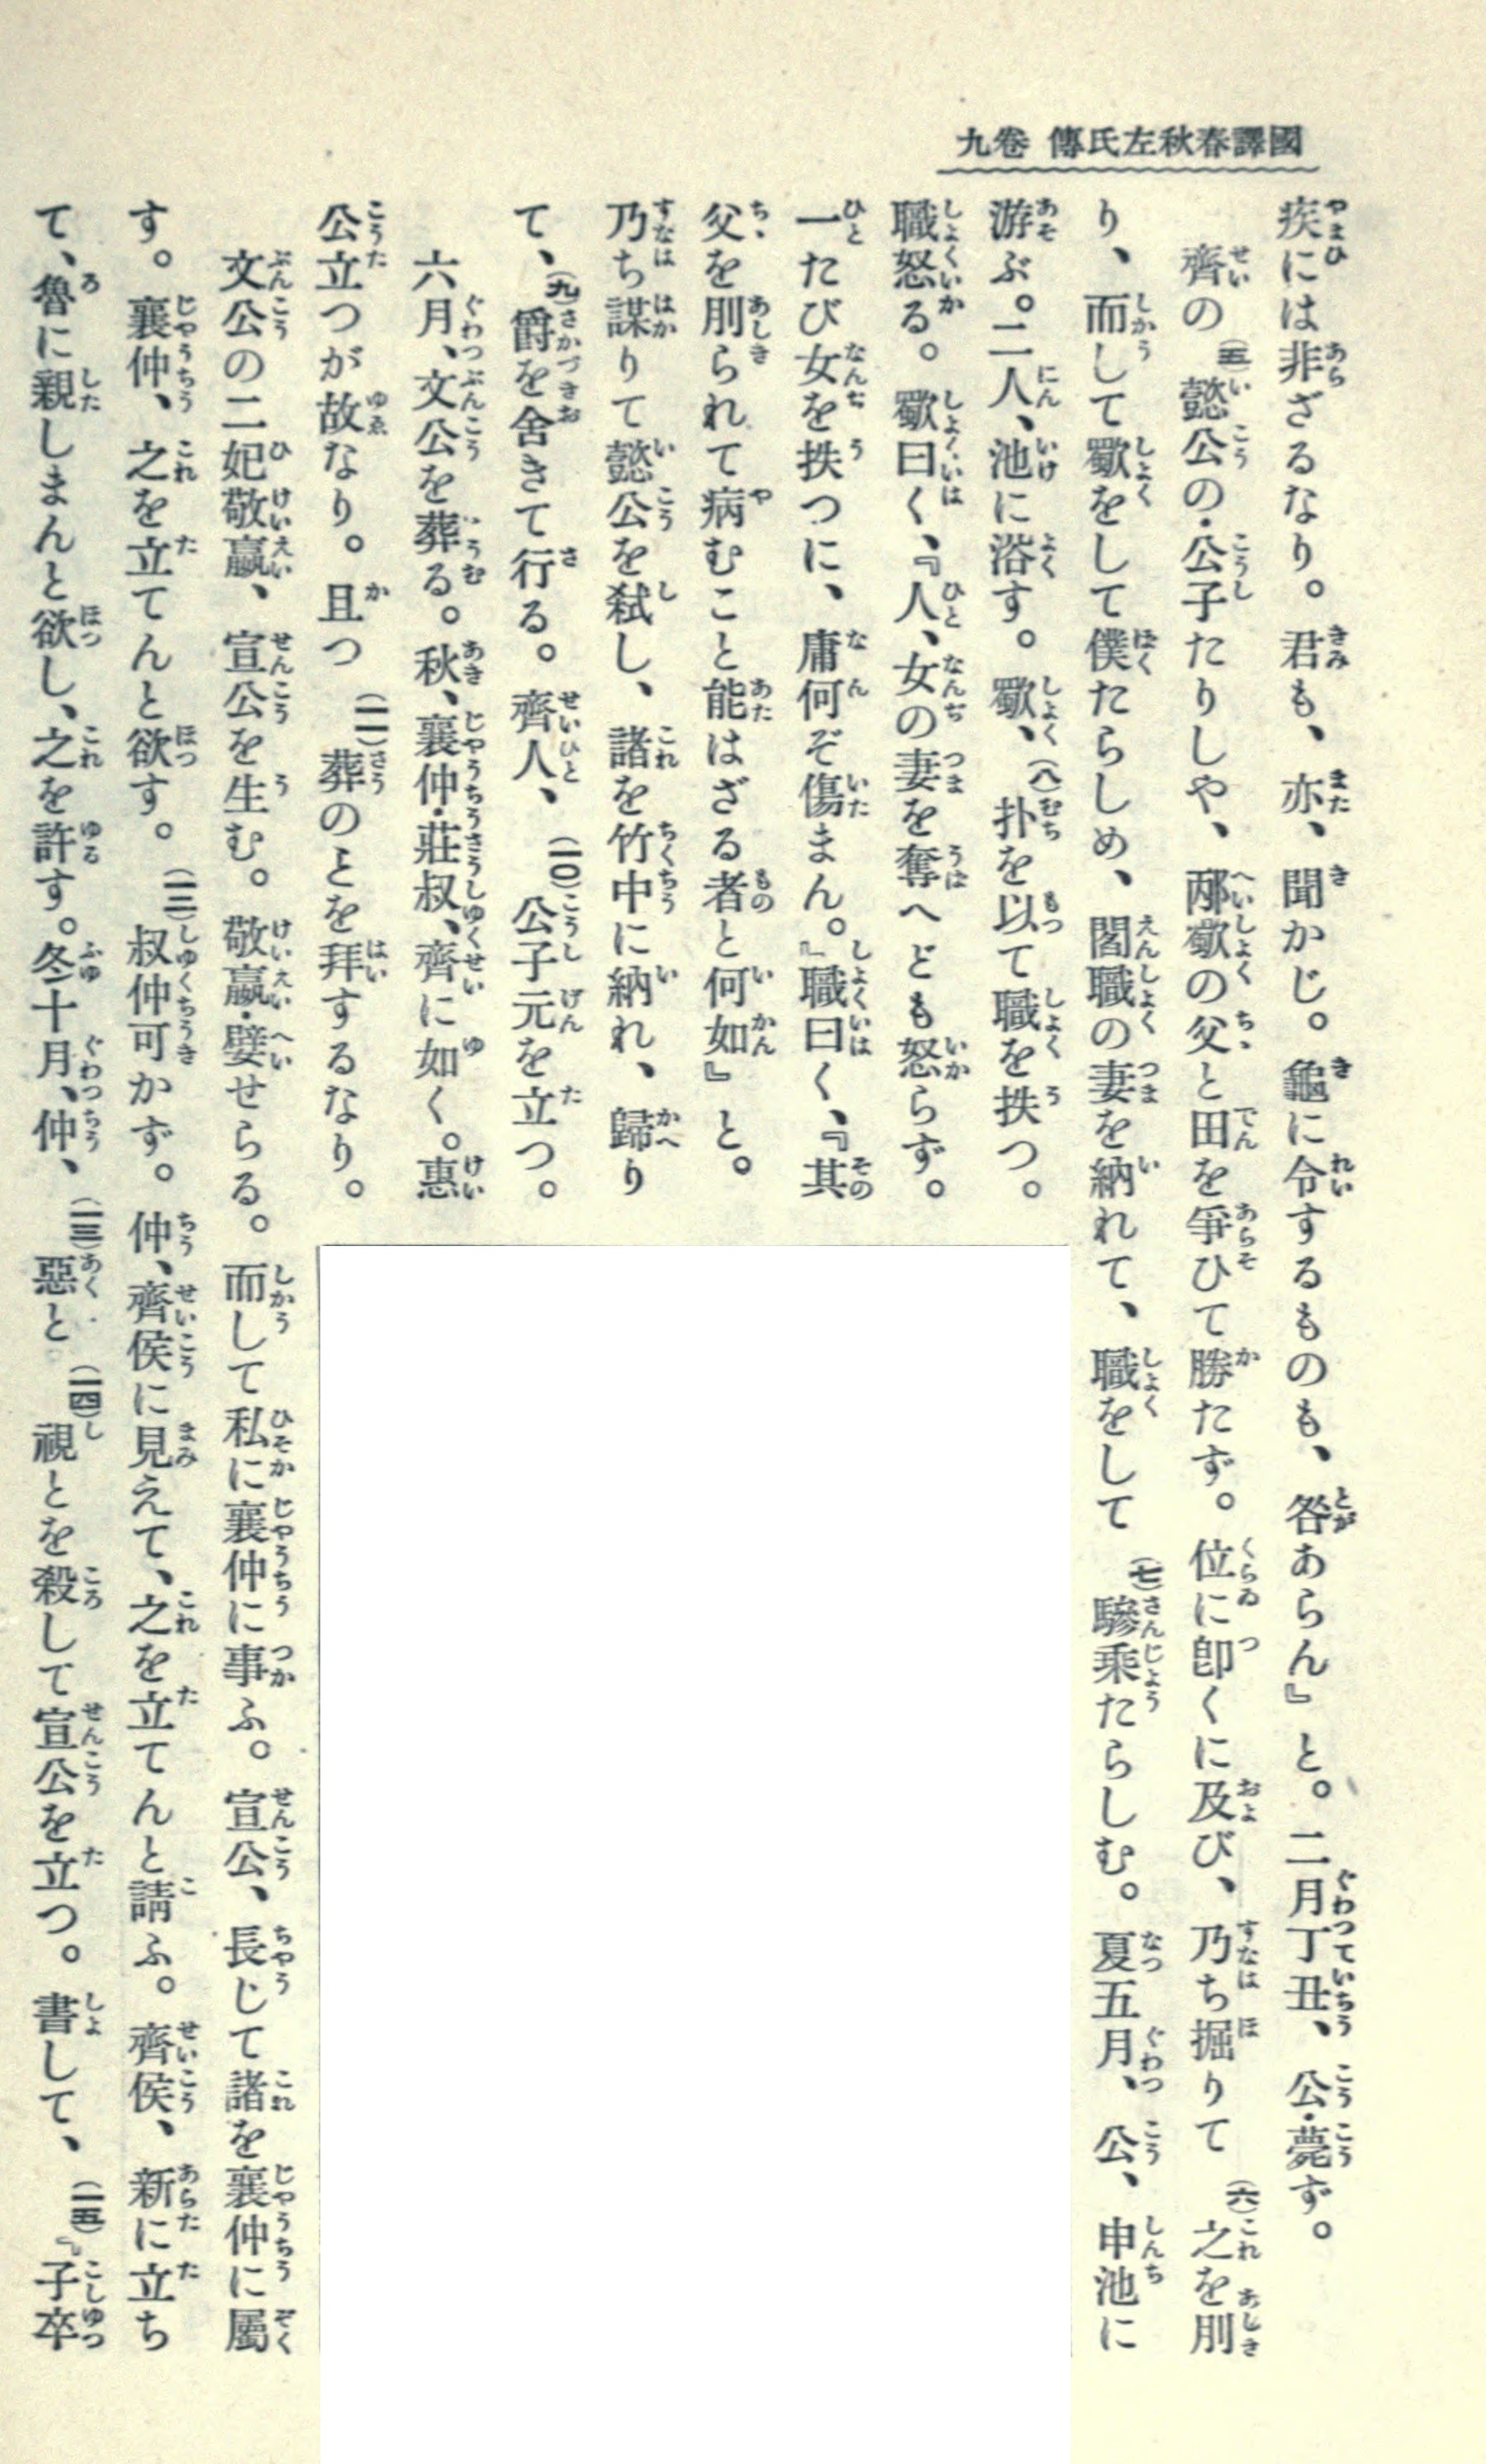 國譯春秋左氏傳 卷九
疾には非ざるなり。君も、亦、聞かじ。龜に令するものも、咎あらん』と。二月丁丑、公・薨ず。
齊の(五)懿公の・公子たりしや、邴歜の父と田を爭ひて勝たず。位に卽くに及び、乃ち掘りて(六)之を刖
り、而して歜をして僕たらしめ、閻職の妻を納れて、職をして(七)驂乘たらしむ。夏五月、公、申池に
游ぶ。二人、池に浴す。歜、(八)扑を以て職を抶つ。
職怒る。歜曰く、『人、女の妻を奪へども怒らず。
一たび女を抶つに、庸何ぞ傷まん。』職曰く、『其
父を刖られて病むこと能はざる者と何如』と。
乃ち謀りて懿公を弑し、諸を竹中に納れ、歸り
て、(九)爵を舍きて行る。齊人、(一〇)公子元を立つ。
六月、文公を葬る。秋、襄仲・莊叔、齊に如く。惠
公立つが故なり。且つ(一一)葬のとを拜するなり。
文公の二妃敬嬴、宣公を生む。敬嬴・嬖せらる。而して私に襄仲に事ふ。宣公、長じて諸を襄仲に屬
す。襄仲、之を立てんと欲す。(一二)叔仲可かず。仲、齊侯に見えて、之を立てんと請ふ。齊侯、新に立ち
て、魯に親しまんと欲し、之を許す。冬十月、仲、(一三)惡と(一四)視とを殺して宣公を立つ。書して、(一五)『子卒